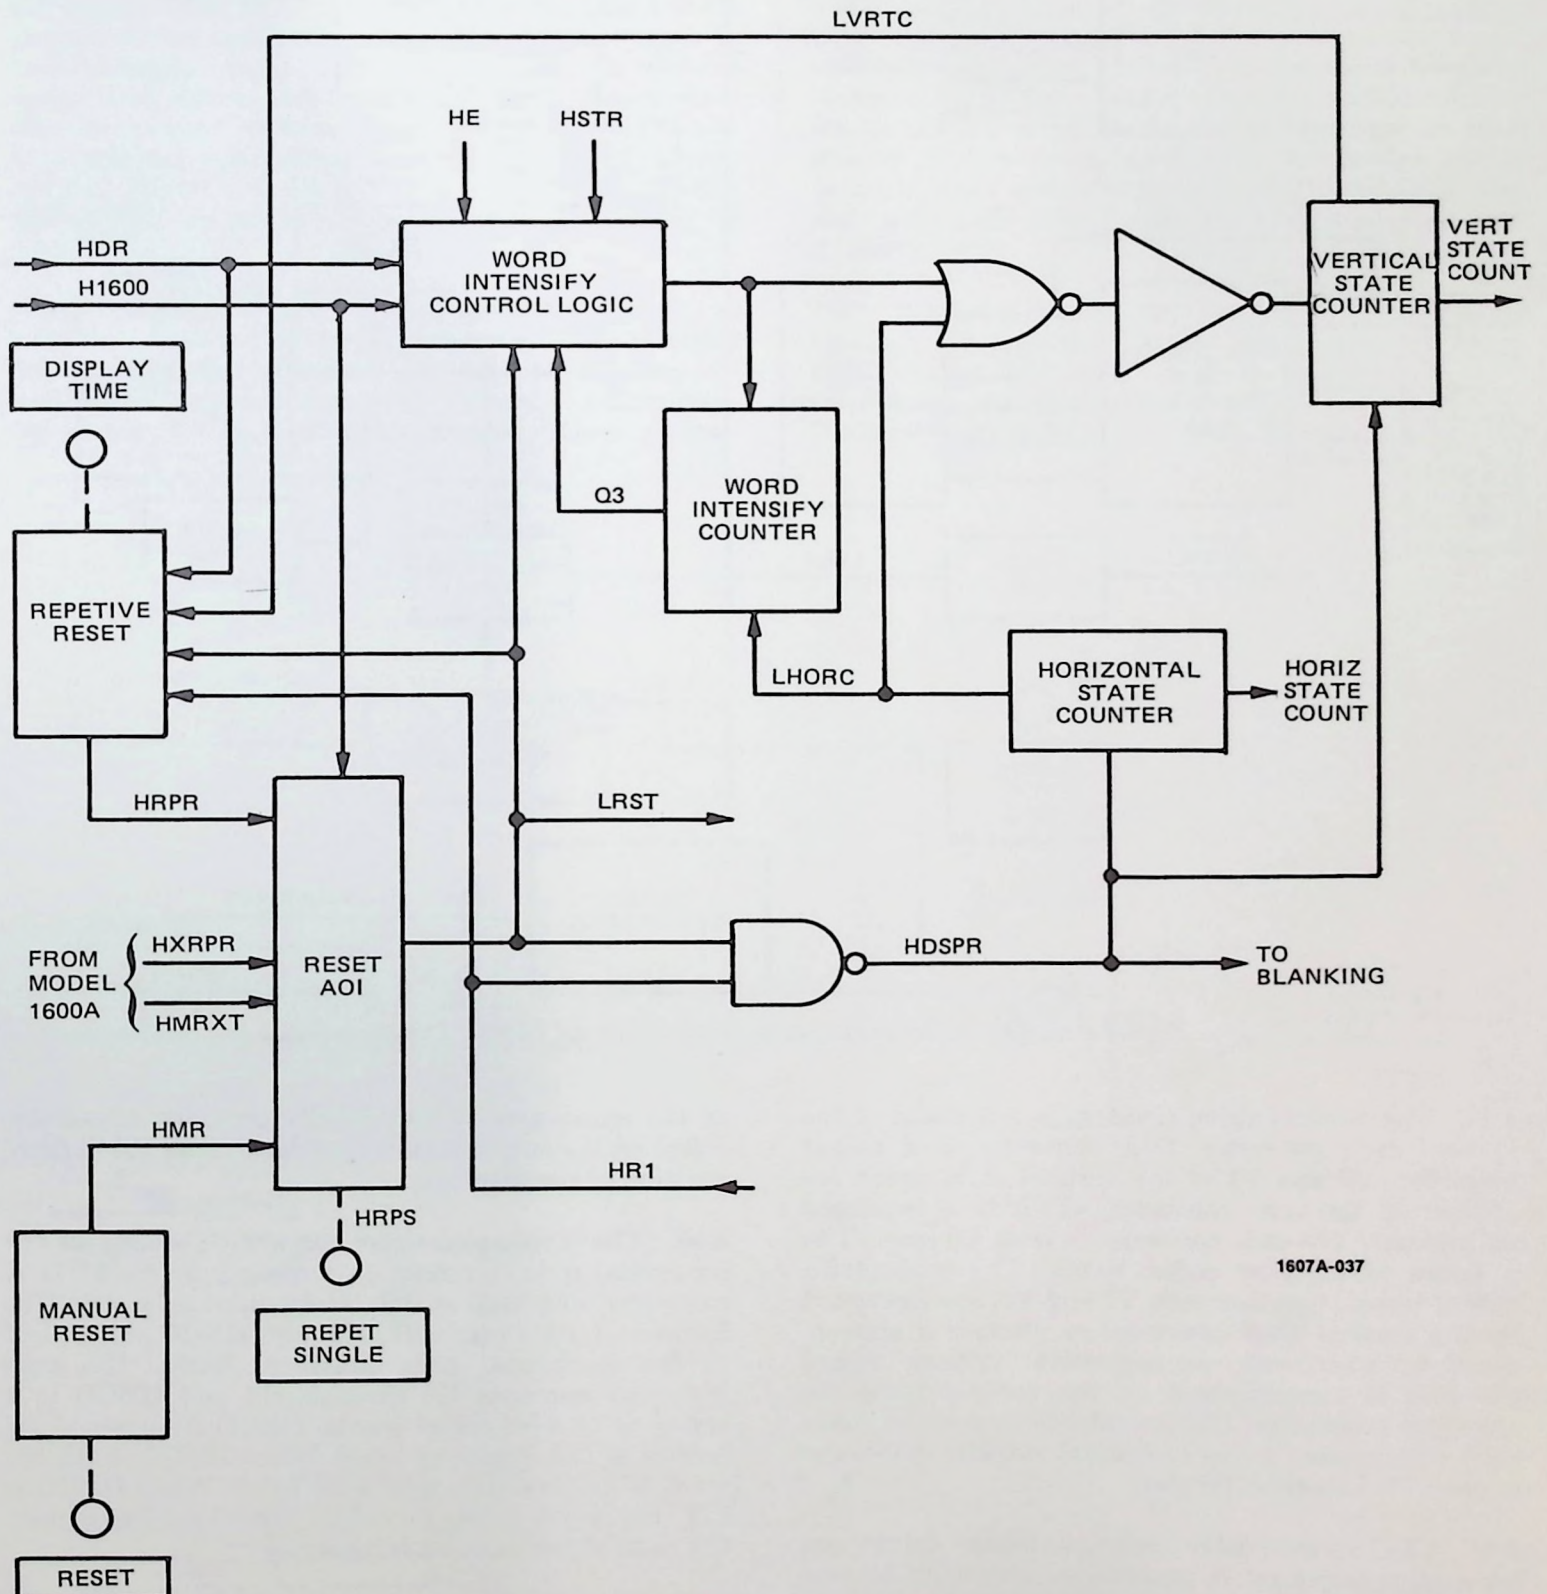 LVRTC
HE
HSTR
HDR
H1600
WORD
INTENSIFY
CONTROL LOGIC
VERTICAL
STATE
COUNTER
VERT
STATE
COUNT
DISPLAY
TIME
Q3
WORD
INTENSIFY
COUNTER
REPETIVE
RESET
LHORC
HORIZONTAL
STATE
COUNTER
HORIZ
STATE
COUNT
HRPR
LRST
FROM
MODEL
1600A
HXRPR
HMRXT
RESET
AOI
HDSPR
TO
BLANKING
HMR
HR1
HRPS
MANUAL
RESET
REPET
SINGLE
1607A-037
RESET